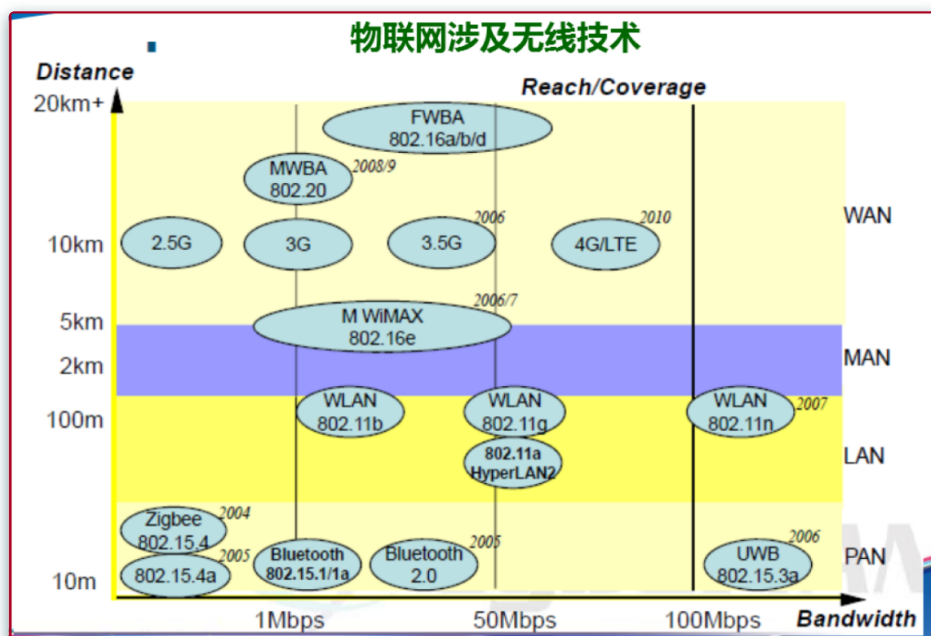 物联网涉及无线技术
Distance
Reach/Coverage
20km+
FWBA
802.16a/b/d
MWBA
802.20
2008/9
WAN
10km
2.5G
3G
3.5G
2006
4G/LTE
2010
5km
M WiMAX
802.16e
2006/7
2km
MAN
100m
WLAN
802.11b
WLAN
802.11g
WLAN
802.11n
2007
802.11a
HyperLAN2
LAN
Zigbee
802.15.4
2004
802.15.4a
2005
Bluetooth
802.15.1/1a
Bluetooth
2.0
2005
UWB
802.15.3a
2006
PAN
10m
1Mbps
50Mbps
100Mbps
Bandwidth